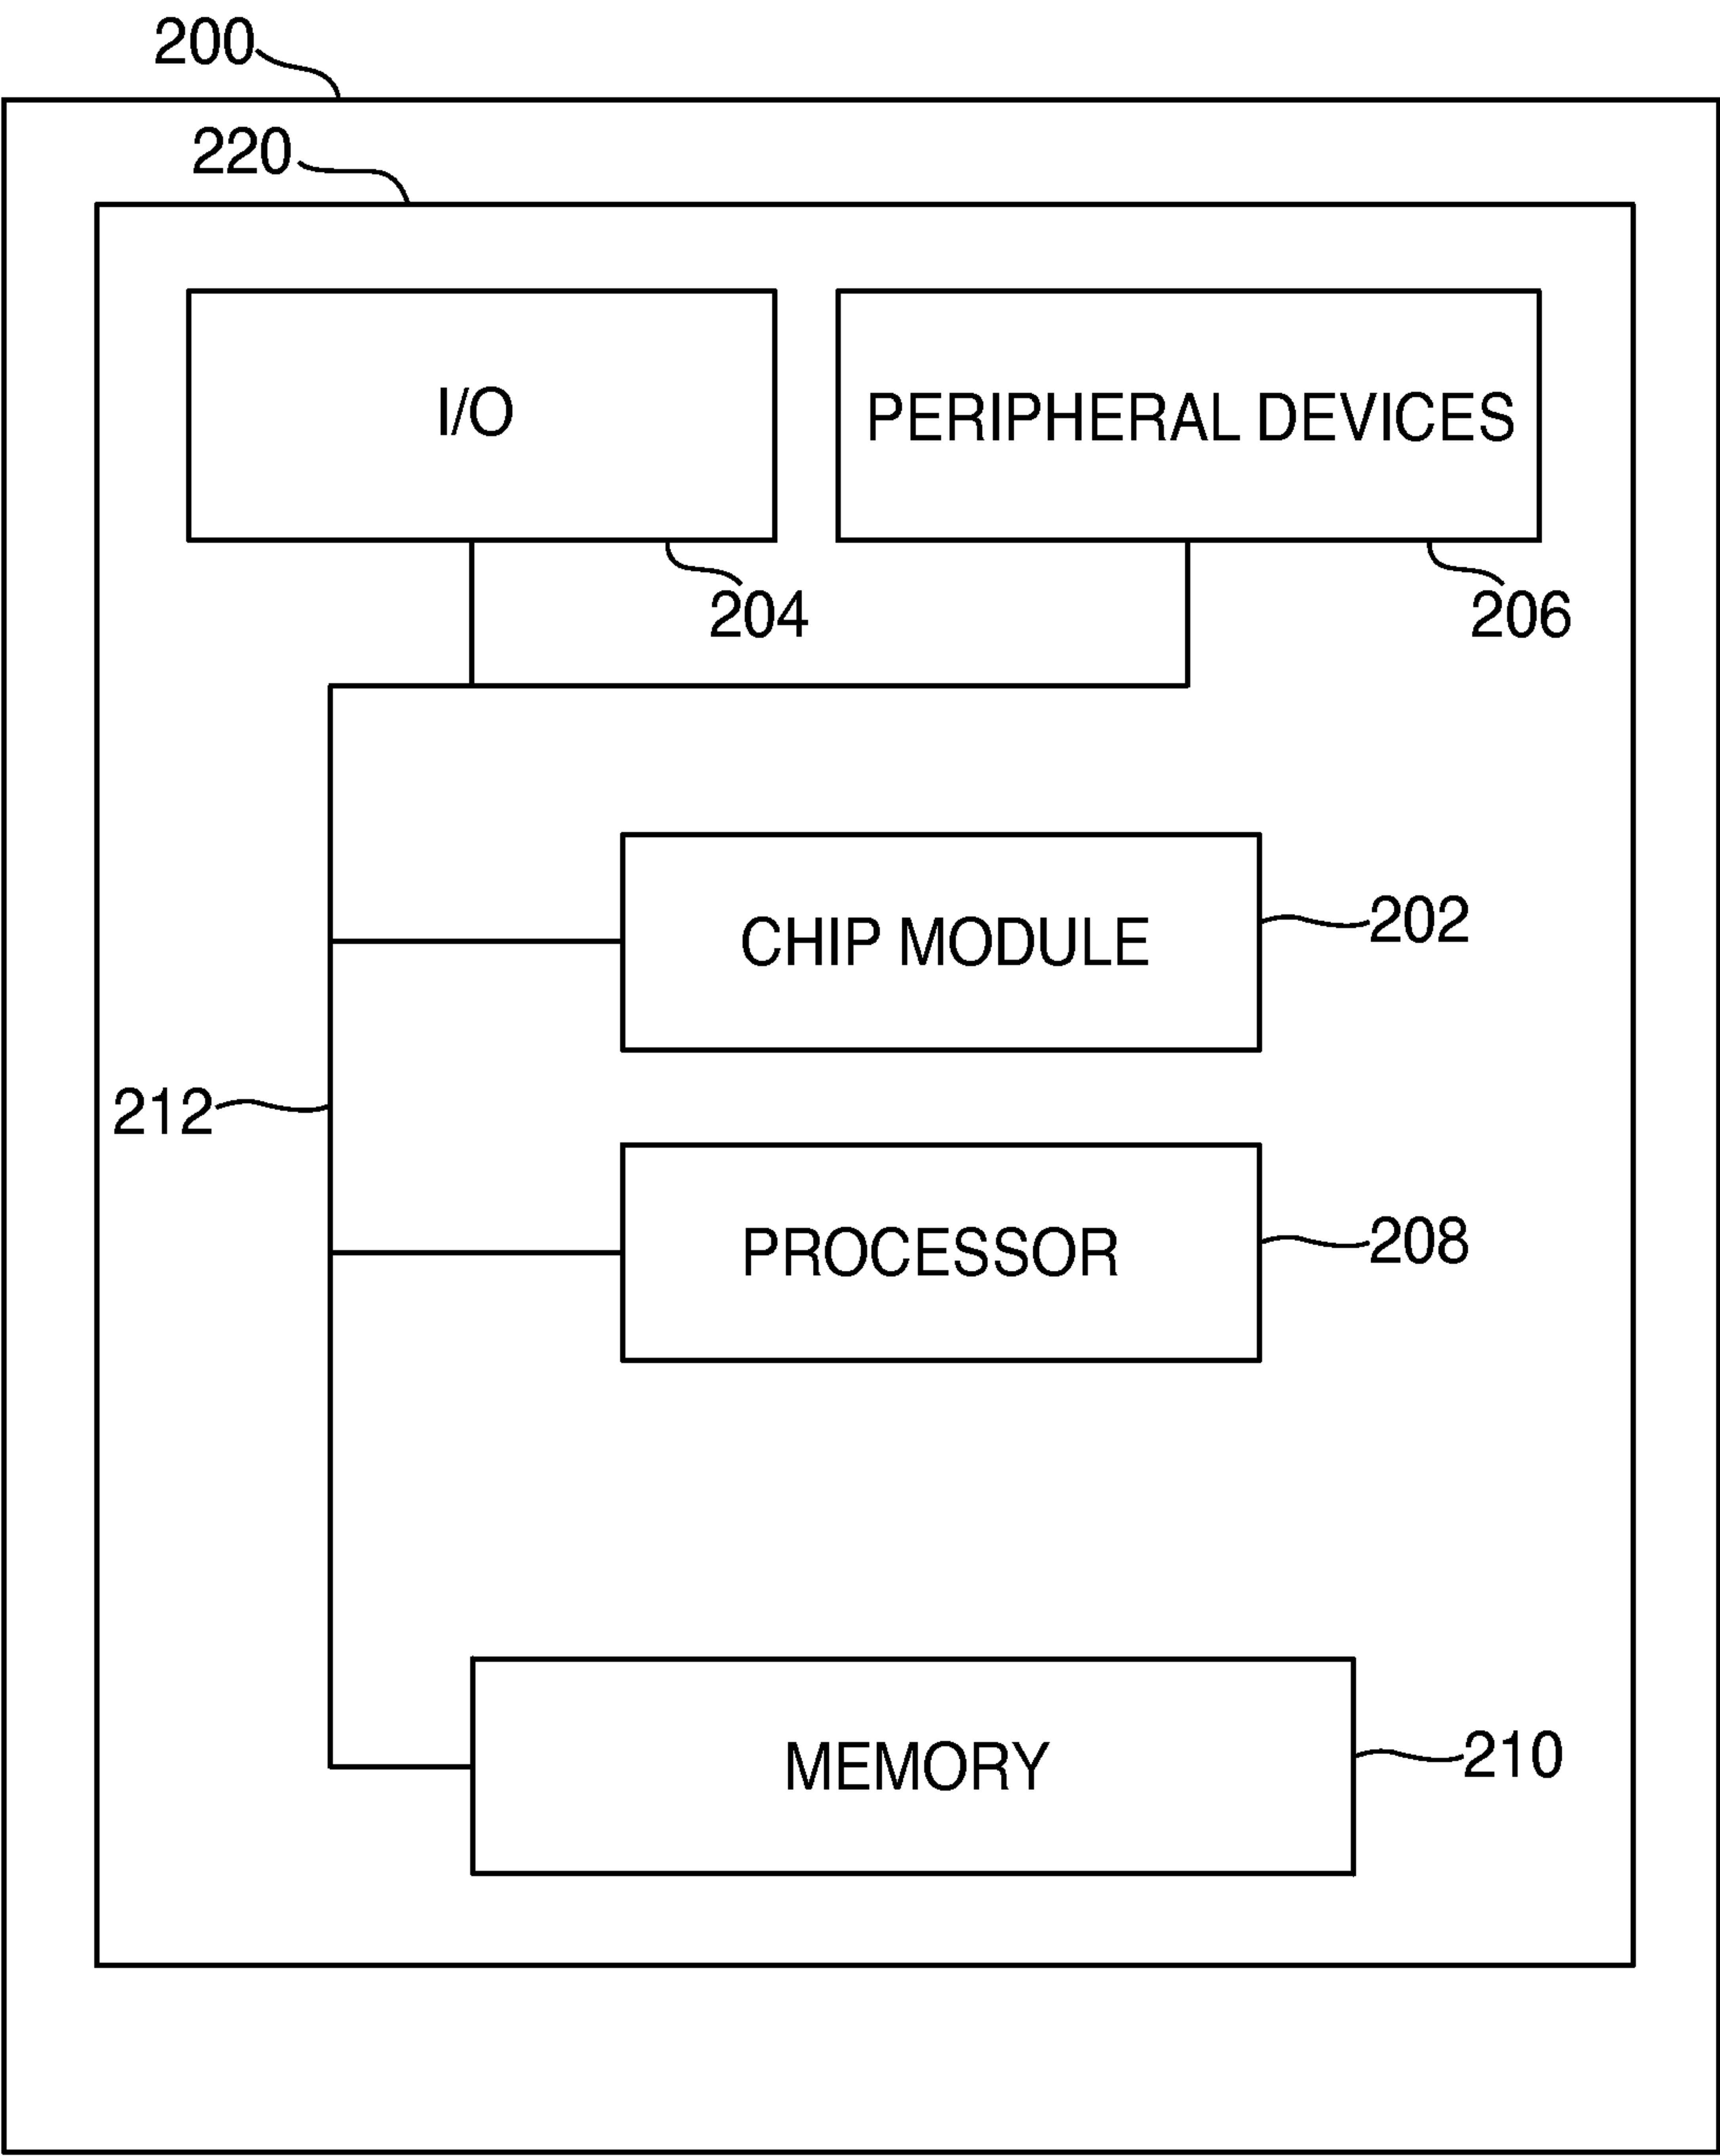 200
220
I/O
PERIPHERAL DEVICES
204
206
CHIP MODULE
202
212
PROCESSOR
208
MEMORY
210